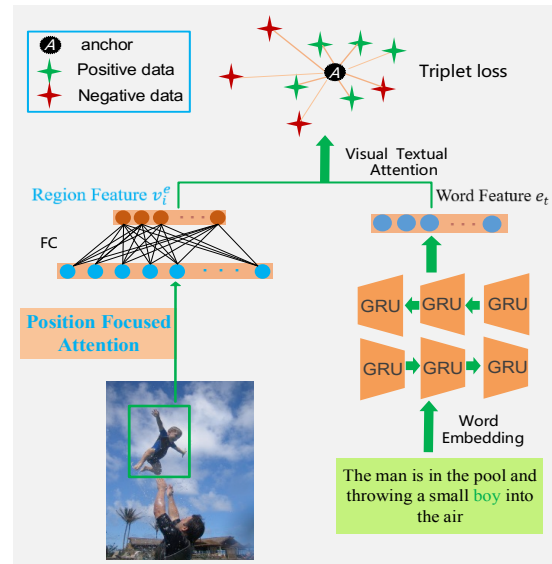 A anchor
Positive data
Negative data
A
Triplet loss
Visual Textual
Attention
Region Feature v_i^e
Word Feature e_t
FC
Position Focused
Attention
GRU GRU GRU
GRU GRU GRU
Word
Embedding
The man is in the pool and
throwing a small boy into
the air